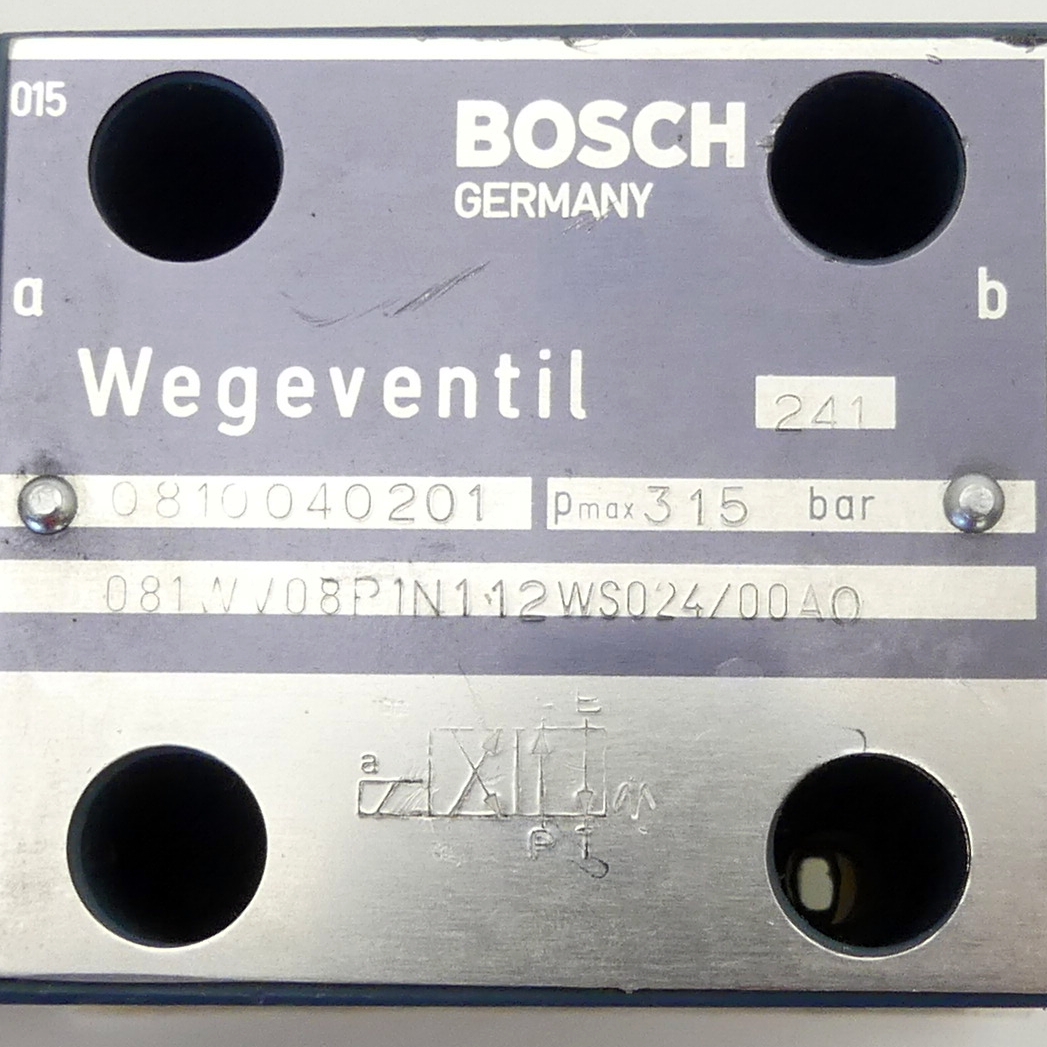 015
BOSCH
GERMANY
a
b
Wegeventil
241
0810040201
pmax 315 bar
081WV08P1N112WS024/00A0
a
P T